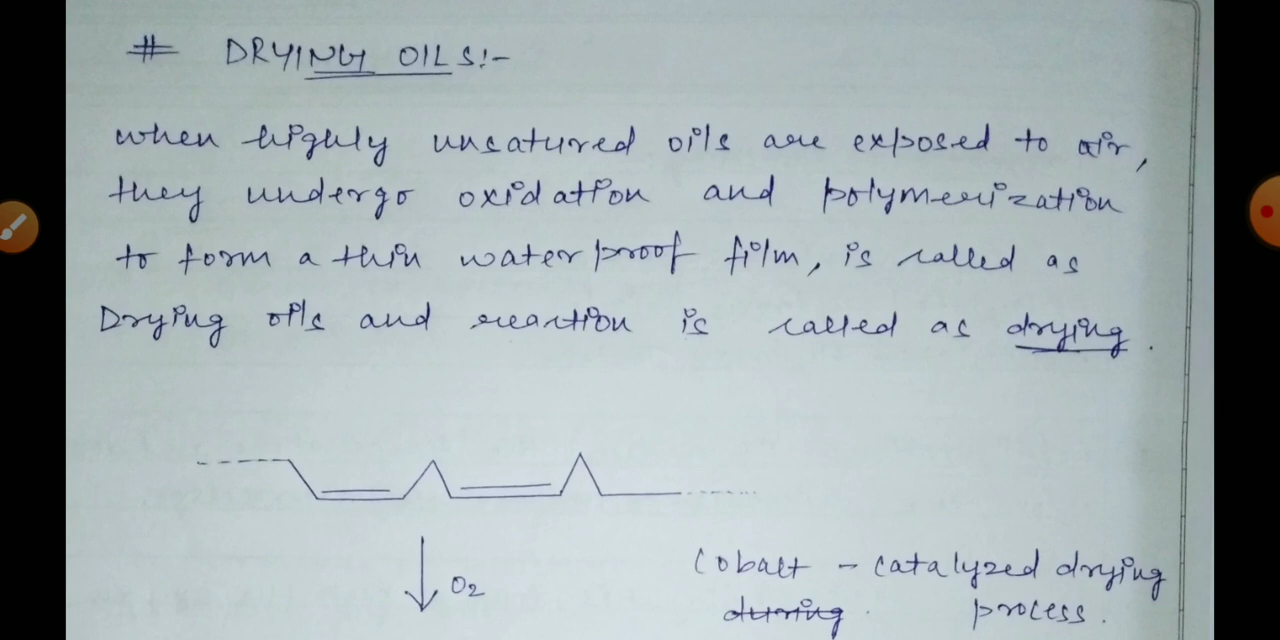 # DRYING OILS:-
when highly unsatured oils are exposed to air,
they undergo oxidation and polymerization
to form a thin waterproof film, is called as
Drying oils and reaction is called as drying.
O2
Cobalt - catalyzed drying
during process.